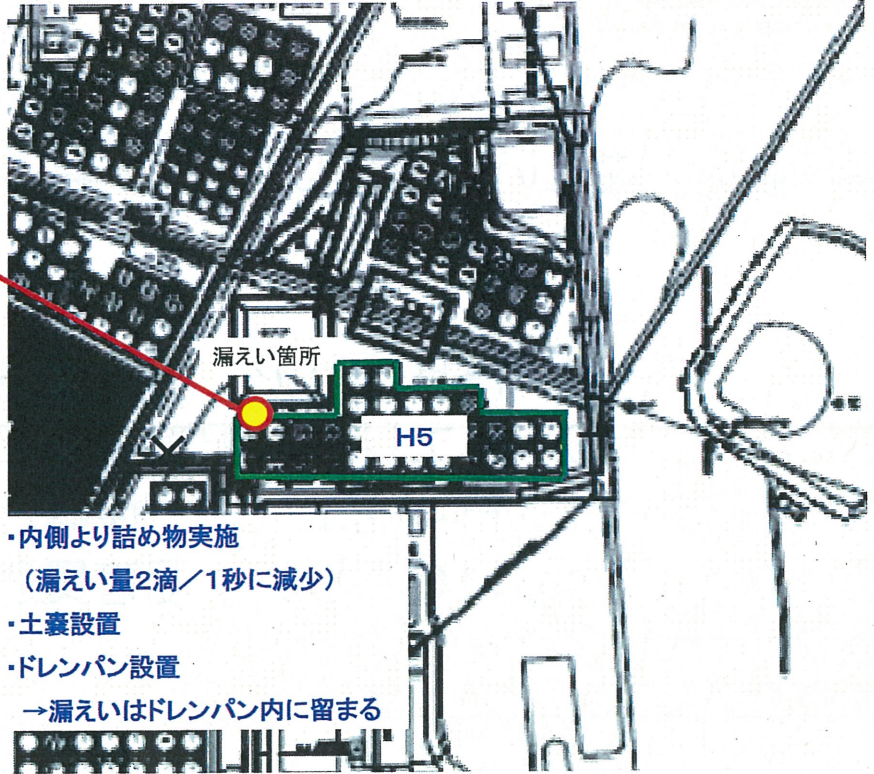 漏えい箇所
H5
・内側より詰め物実施
（漏えい量2滴／1秒に減少）
・土嚢設置
・ドレンパン設置
→漏えいはドレンパン内に留まる